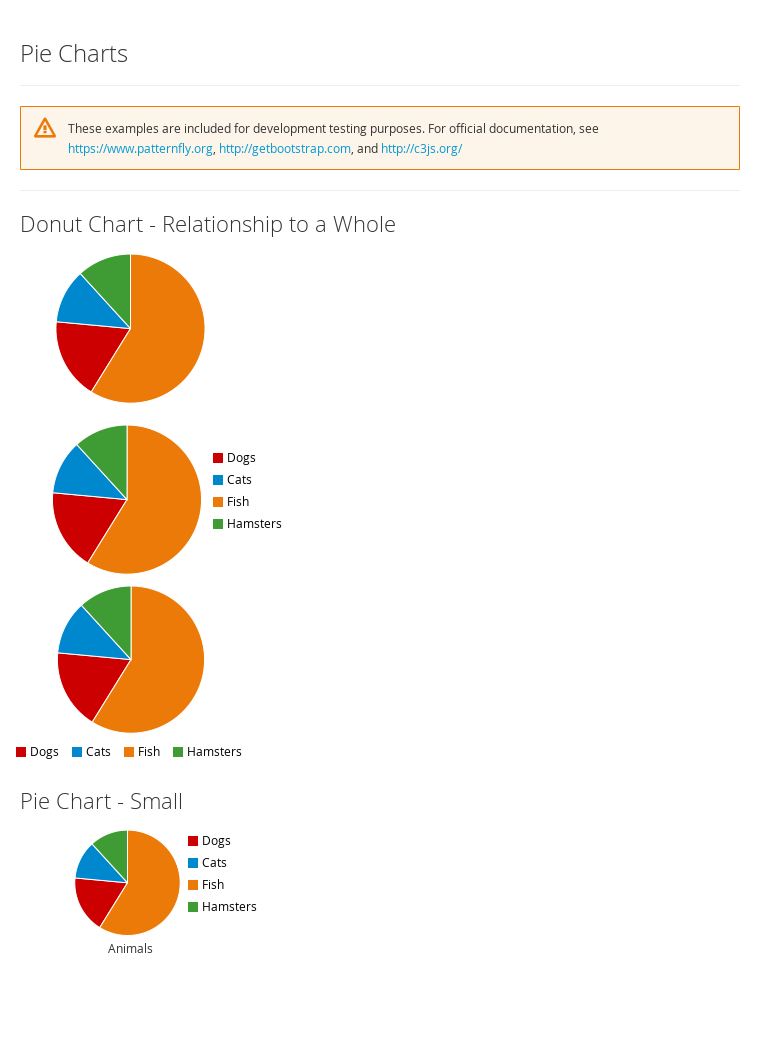 Pie Charts
These examples are included for development testing purposes. For official documentation, see
https://www.patternfly.org, http://getbootstrap.com, and http://c3js.org/
Donut Chart - Relationship to a Whole
Dogs
Cats
Fish
Hamsters
Dogs Cats Fish Hamsters
Pie Chart - Small
Dogs
Cats
Fish
Hamsters
Animals